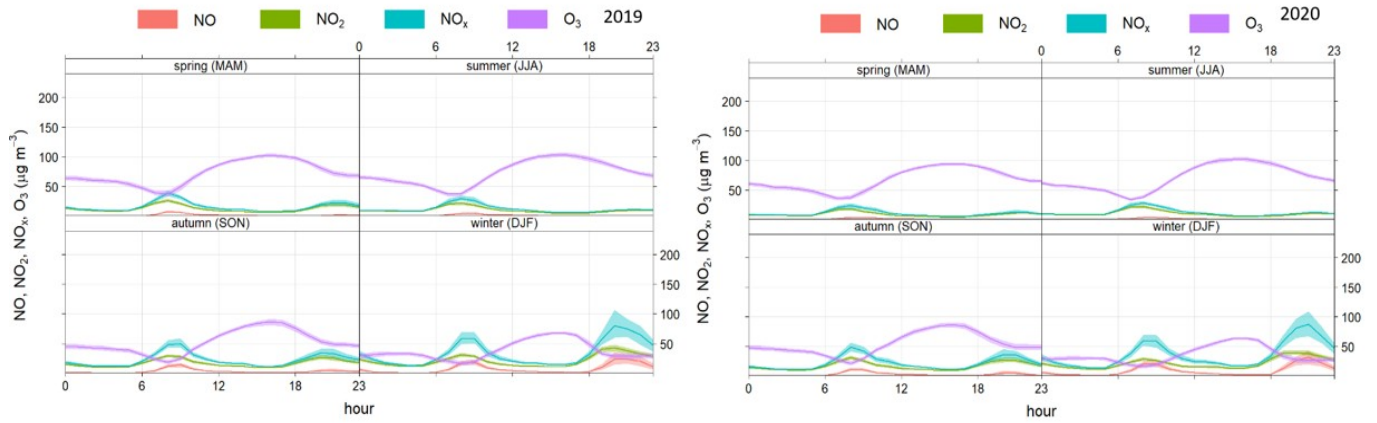 NO NO₂ NOₓ O₃ 2019
0 6 12 18 23
spring (MAM) summer (JJA)
200
150
100
50
autumn (SON) winter (DJF)
200
150
100
50
0 6 12 18 23
hour
NO, NO₂, NOₓ, O₃ (µg m⁻³)
NO NO₂ NOₓ O₃ 2020
0 6 12 18 23
spring (MAM) summer (JJA)
200
150
100
50
autumn (SON) winter (DJF)
200
150
100
50
0 6 12 18 23
hour
NO, NO₂, NOₓ, O₃ (µg m⁻³)